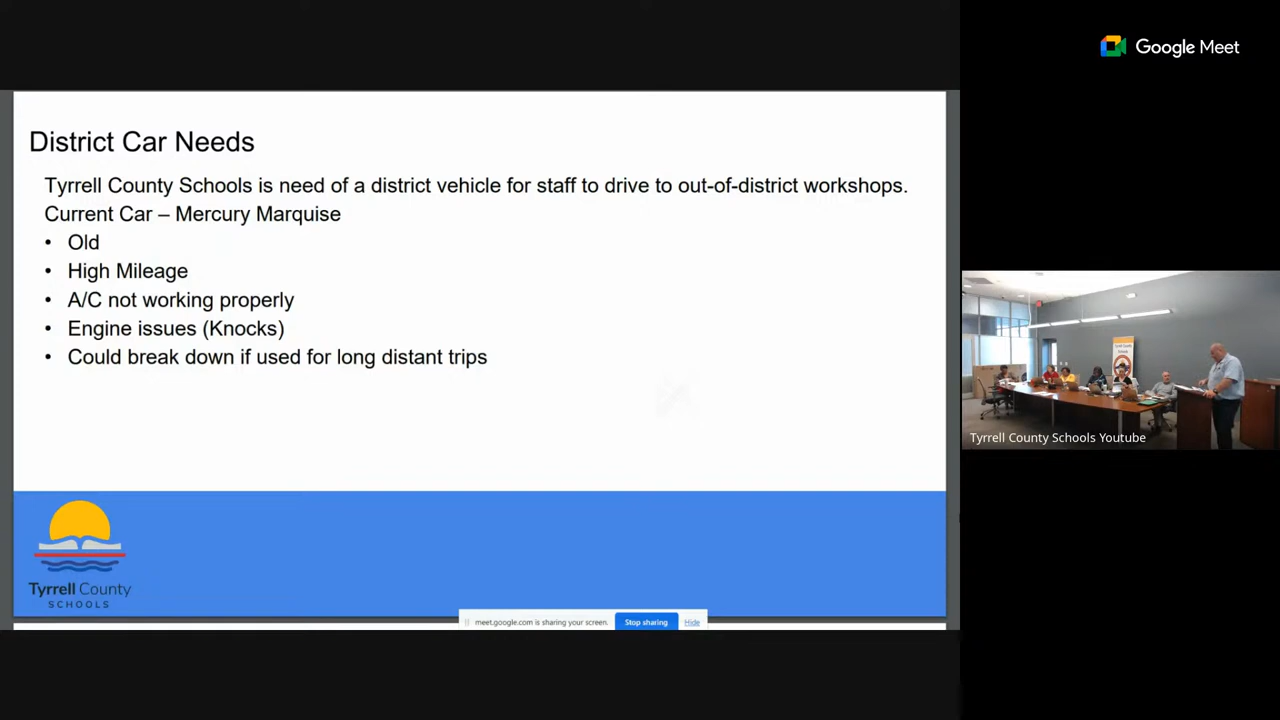 Google Meet
District Car Needs
Tyrrell County Schools is need of a district vehicle for staff to drive to out-of-district workshops.
Current Car – Mercury Marquise
• Old
• High Mileage
• A/C not working properly
• Engine issues (Knocks)
• Could break down if used for long distant trips
Tyrrell County
SCHOOLS
meet.google.com is sharing your screen.
Stop sharing
Hide
Tyrrell County
Schools
Tyrrell County Schools Youtube